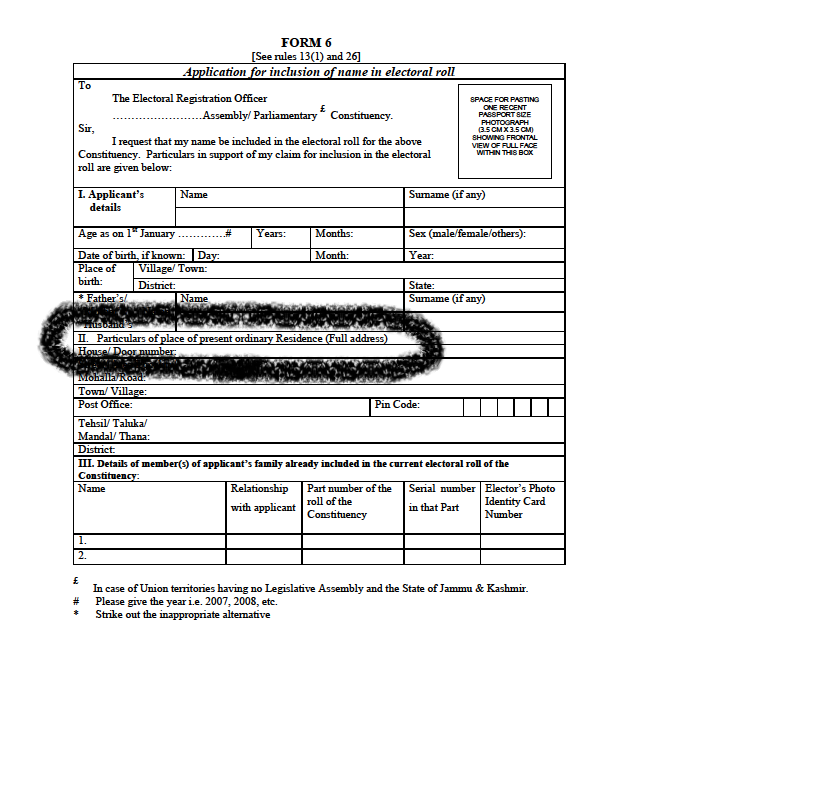 FORM 6
[See rules 13(1) and 26]
Application for inclusion of name in electoral roll
To
The Electoral Registration Officer
……………………Assembly/ Parliamentary £ Constituency.
Sir,
I request that my name be included in the electoral roll for the above
Constituency. Particulars in support of my claim for inclusion in the electoral
roll are given below:
SPACE FOR PASTING
ONE RECENT
PASSPORT SIZE
PHOTOGRAPH
(3.5 CM X 3.5 CM)
SHOWING FRONTAL
VIEW OF FULL FACE
WITHIN THIS BOX
I. Applicant's
details
Name
Surname (if any)
Age as on 1st January ………….#
Years:
Months:
Sex (male/female/others):
Date of birth, if known:
Day:
Month:
Year:
Place of
birth:
Village/ Town:
District:
State:
* Father's/
Name
Surname (if any)
Husband's
II. Particulars of place of present ordinary Residence (Full address)
House/ Door number:
Mohalla/Road:
Town/ Village:
Post Office:
Pin Code:
Tehsil/ Taluka/
Mandal/ Thana:
District:
III. Details of member(s) of applicant's family already included in the current electoral roll of the
Constituency:
Name
Relationship
with applicant
Part number of the
roll of the
Constituency
Serial number
in that Part
Elector's Photo
Identity Card
Number
1.
2.
£ In case of Union territories having no Legislative Assembly and the State of Jammu & Kashmir.
# Please give the year i.e. 2007, 2008, etc.
* Strike out the inappropriate alternative